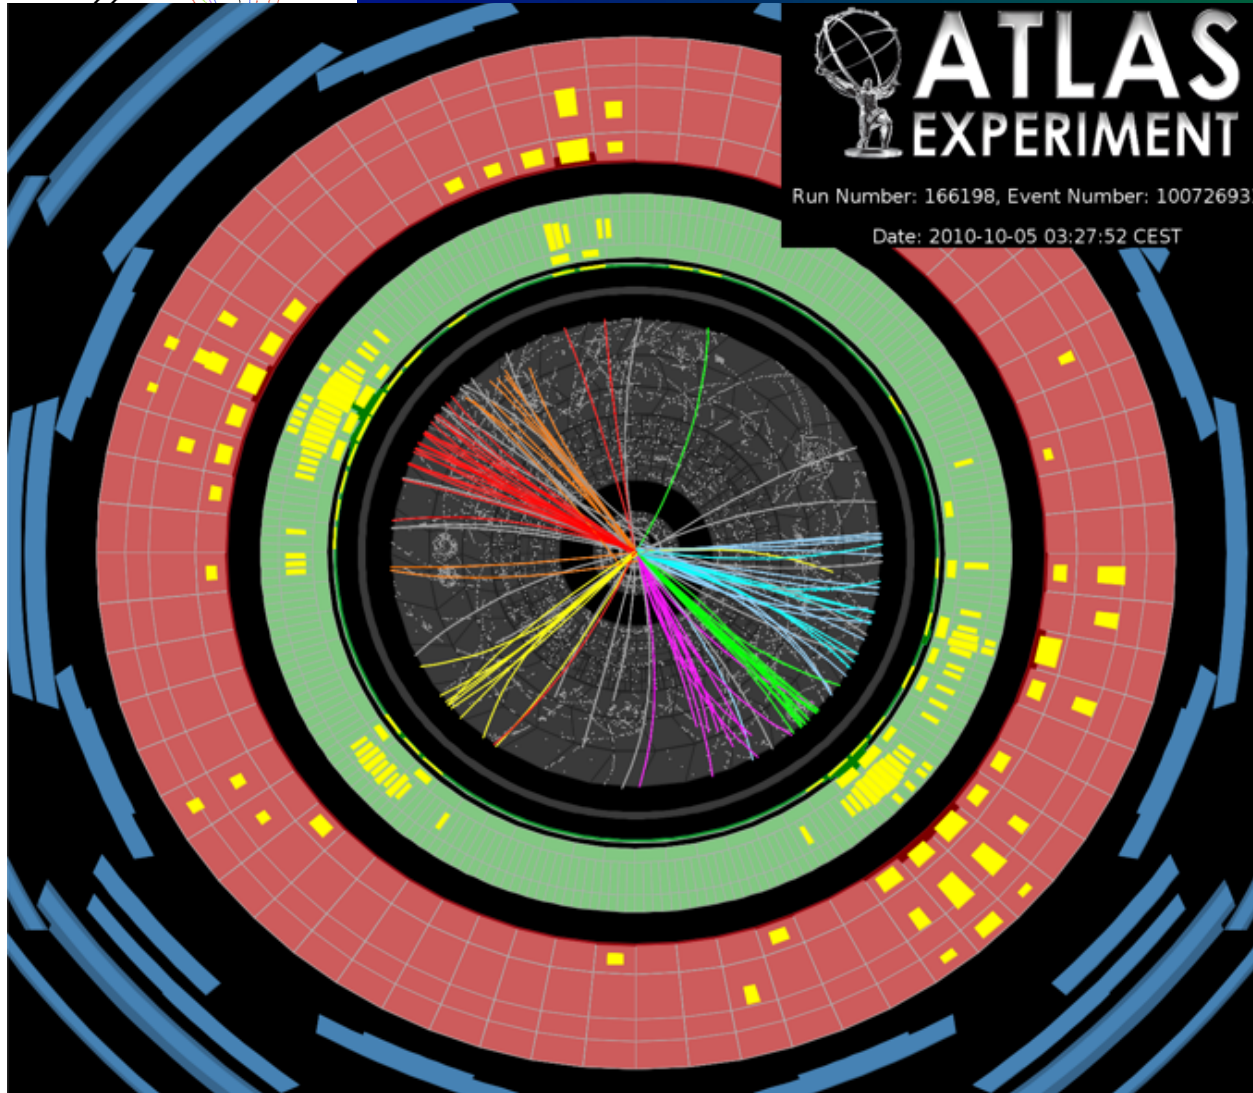 ATLAS
EXPERIMENT
Run Number: 166198, Event Number: 10072693
Date: 2010-10-05 03:27:52 CEST